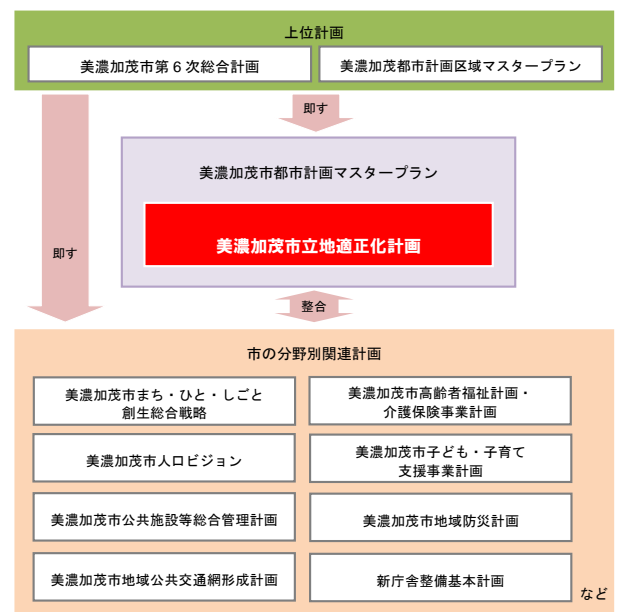 上位計画
美濃加茂市第６次総合計画
美濃加茂都市計画区域マスタープラン
即す
美濃加茂市都市計画マスタープラン
美濃加茂市立地適正化計画
即す
整合
市の分野別関連計画
美濃加茂市まち・ひと・しごと
創生総合戦略
美濃加茂市高齢者福祉計画・
介護保険事業計画
美濃加茂市人口ビジョン
美濃加茂市子ども・子育て
支援事業計画
美濃加茂市公共施設等総合管理計画
美濃加茂市地域防災計画
美濃加茂市地域公共交通網形成計画
新庁舎整備基本計画
など